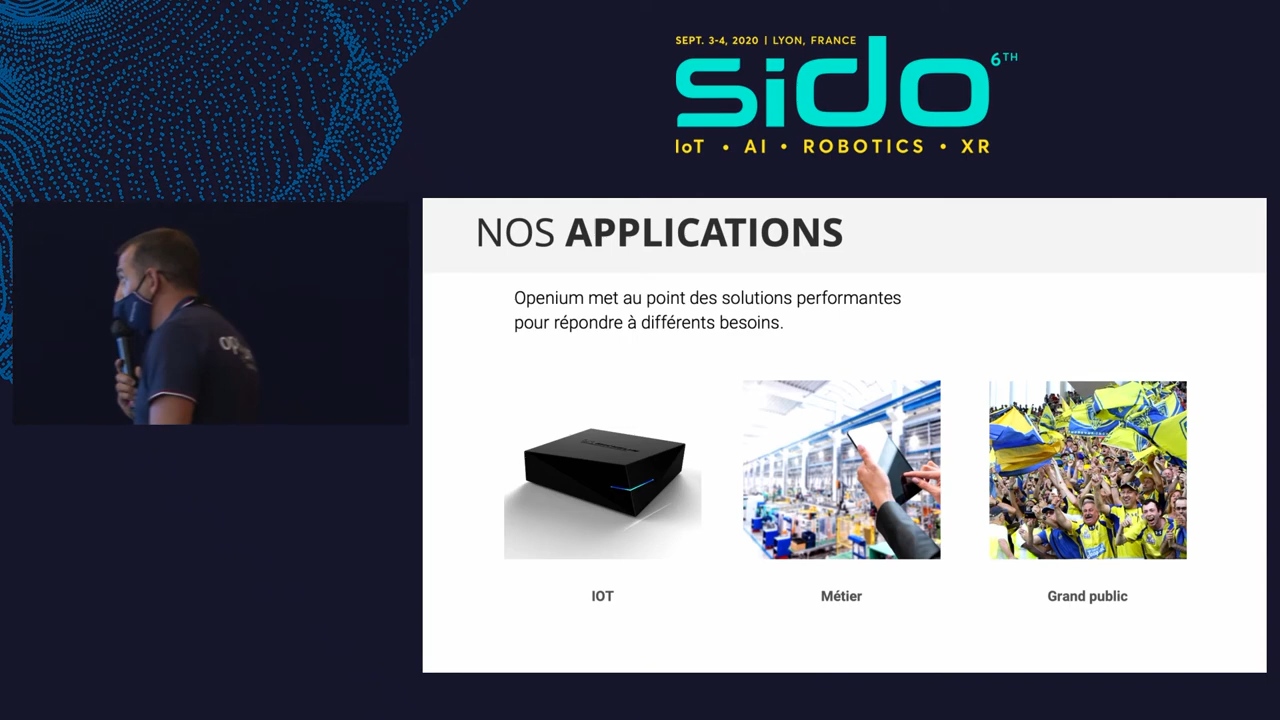 SEPT. 3-4, 2020 | LYON, FRANCE
sido 6TH
IoT • AI • ROBOTICS • XR
NOS APPLICATIONS
Openium met au point des solutions performantes
pour répondre à différents besoins.
IOT
Métier
Grand public